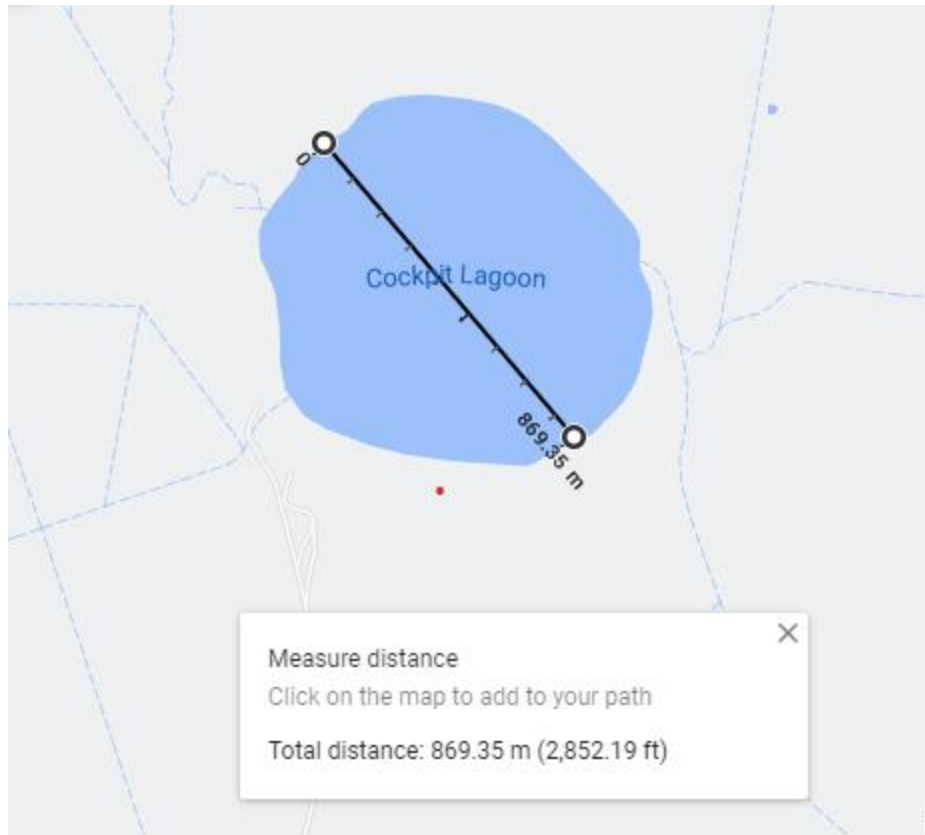 0
Cockpit Lagoon
869.35 m
Measure distance
Click on the map to add to your path
Total distance: 869.35 m (2,852.19 ft)